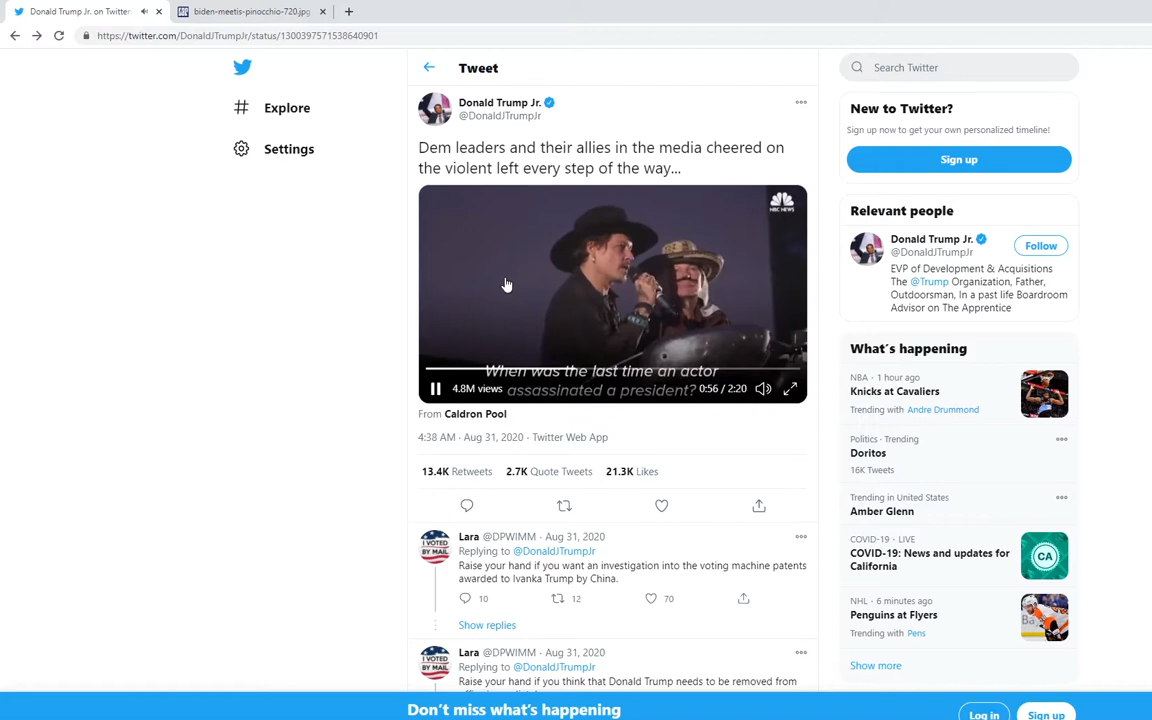 Donald Trump Jr. on Twitter:
biden-meetis-pinocchio-720.jpg
https://twitter.com/DonaldJTrumpJr/status/1300397571538640901
Explore
Settings
Tweet
Donald Trump Jr.
@DonaldJTrumpJr
Dem leaders and their allies in the media cheered on
the violent left every step of the way...
NBC NEWS
When was the last time an actor
assassinated a president?
4.8M views
0:56 / 2:20
From Caldron Pool
4:38 AM · Aug 31, 2020 · Twitter Web App
13.4K Retweets 2.7K Quote Tweets 21.3K Likes
Lara @DPWIMM · Aug 31, 2020
Replying to @DonaldJTrumpJr
Raise your hand if you want an investigation into the voting machine patents
awarded to Ivanka Trump by China.
10 12 70
Show replies
Lara @DPWIMM · Aug 31, 2020
Replying to @DonaldJTrumpJr
Raise your hand if you think that Donald Trump needs to be removed from
I VOTED
BY MAIL
I VOTED
BY MAIL
Search Twitter
New to Twitter?
Sign up now to get your own personalized timeline!
Sign up
Relevant people
Donald Trump Jr.
@DonaldJTrumpJr
Follow
EVP of Development & Acquisitions
The @Trump Organization, Father,
Outdoorsman, In a past life Boardroom
Advisor on The Apprentice
What's happening
NBA · 1 hour ago
Knicks at Cavaliers
Trending with Andre Drummond
Politics · Trending
Doritos
16K Tweets
Trending in United States
Amber Glenn
COVID-19 · LIVE
COVID-19: News and updates for
California
CA
NHL · 6 minutes ago
Penguins at Flyers
Trending with Pens
Show more
Don't miss what's happening
Log in
Sign up